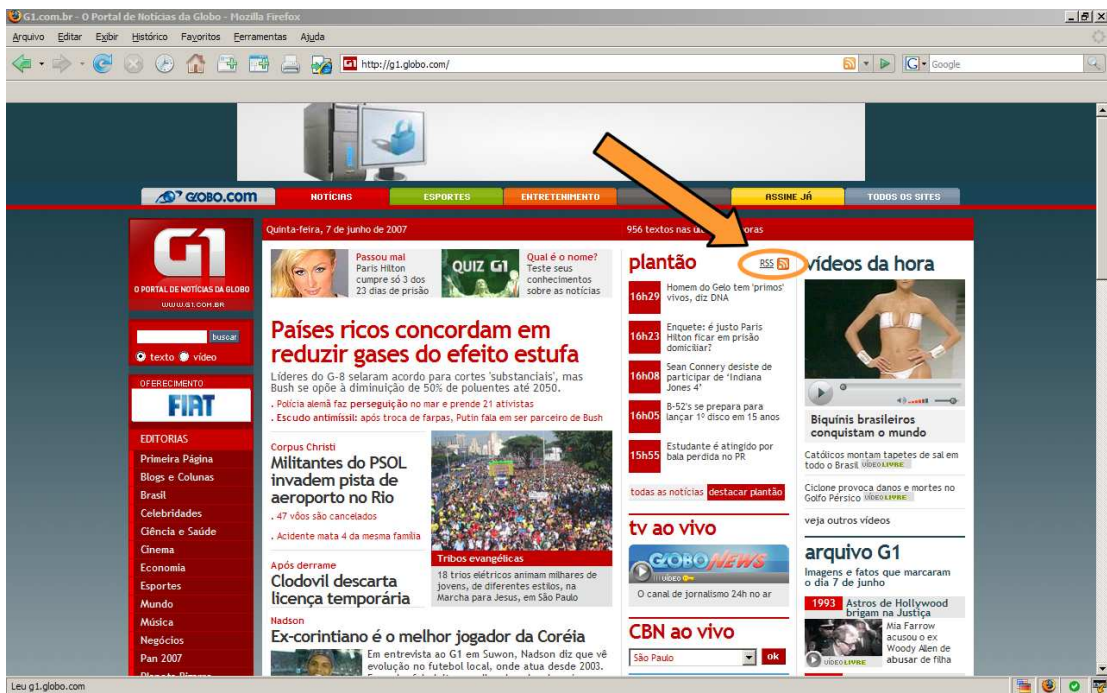 G1.com.br - O Portal de Notícias da Globo - Mozilla Firefox
Arquivo Editar Exibir Histórico Favoritos Ferramentas Ajuda
http://g1.globo.com/
G Google
GLOBO.COM NOTÍCIAS ESPORTES ENTRETENIMENTO ASSINE JÁ TODOS OS SITES
G1
O PORTAL DE NOTÍCIAS DA GLOBO
WWW.G1.COM.BR
buscar
texto vídeo
OFERECIMENTO
FIAT
EDITORIAS
Primeira Página
Blogs e Colunas
Brasil
Celebridades
Ciência e Saúde
Cinema
Economia
Esportes
Mundo
Música
Negócios
Pan 2007
Planeta Bizarro
Quinta-feira, 7 de junho de 2007
956 textos nas
oras
Passou mal
Paris Hilton
cumpre só 3 dos
23 dias de prisão
QUIZ G1
Qual é o nome?
Teste seus
conhecimentos
sobre as notícias
Países ricos concordam em
reduzir gases do efeito estufa
Líderes do G-8 selaram acordo para cortes 'substanciais', mas
Bush se opõe à diminuição de 50% de poluentes até 2050.
. Polícia alemã faz perseguição no mar e prende 21 ativistas
. Escudo antimíssil: após troca de farpas, Putin fala em ser parceiro de Bush
Corpus Christi
Militantes do PSOL
invadem pista de
aeroporto no Rio
. 47 vôos são cancelados
. Acidente mata 4 da mesma família
Após derrame
Clodovil descarta
licença temporária
Tribos evangélicas
18 trios elétricos animam milhares de
jovens, de diferentes estilos, na
Marcha para Jesus, em São Paulo
Nadson
Ex-corintiano é o melhor jogador da Coréia
Em entrevista ao G1 em Suwon, Nadson diz que vê
evolução no futebol local, onde atua desde 2003.
plantão
RSS
16h29 Homem do Gelo tem 'primos'
vivos, diz DNA
16h23 Enquete: é justo Paris
Hilton ficar em prisão
domiciliar?
16h08 Sean Connery desiste de
participar de 'Indiana
Jones 4'
16h05 B-52's se prepara para
lançar 1º disco em 15 anos
15h55 Estudante é atingido por
bala perdida no PR
todas as notícias destacar plantão
tv ao vivo
GLOBO NEWS
VIDEO
O canal de jornalismo 24h no ar
CBN ao vivo
São Paulo ok
vídeos da hora
Biquínis brasileiros
conquistam o mundo
Católicos montam tapetes de sal em
todo o Brasil VÍDEO LIVRE
Ciclone provoca danos e mortes no
Golfo Pérsico VÍDEO LIVRE
veja outros vídeos
arquivo G1
Imagens e fatos que marcaram
o dia 7 de junho
1993 Astros de Hollywood
brigam na Justiça
Mia Farrow
acusou o ex
Woody Allen de
abusar de filha
VÍDEO LIVRE
Leu g1.globo.com